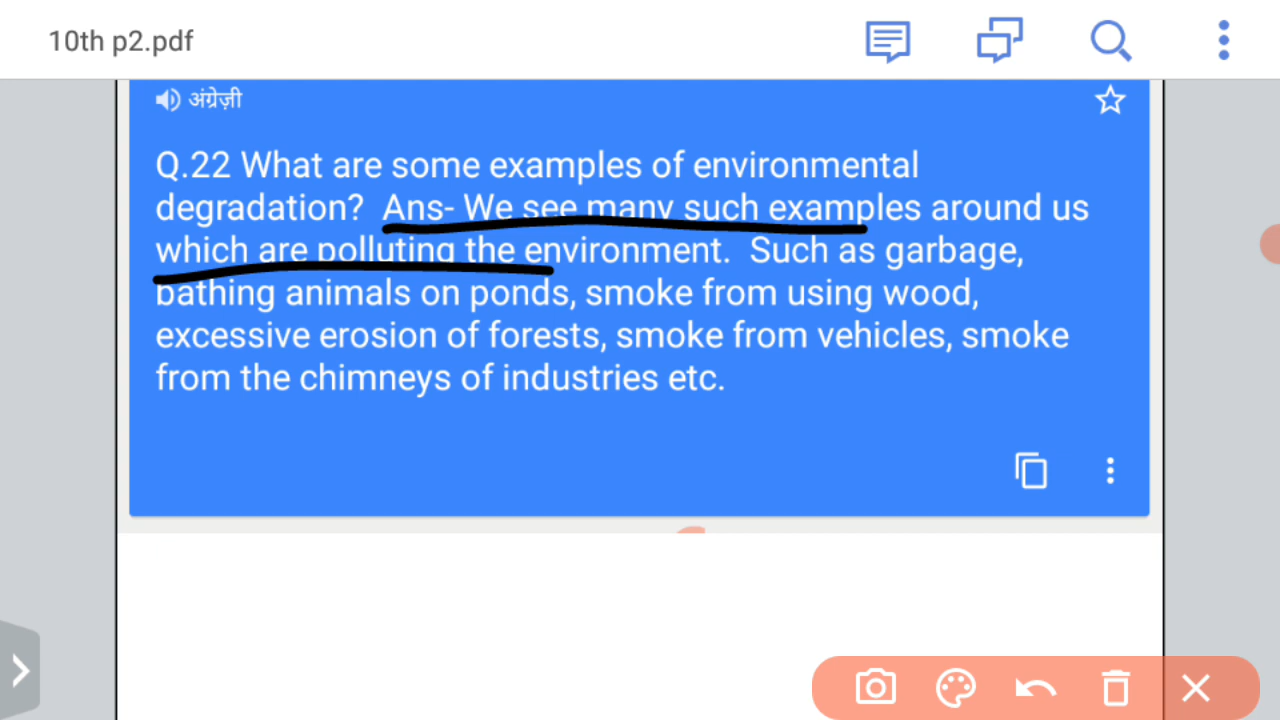 10th p2.pdf
अंग्रेज़ी
Q.22 What are some examples of environmental
degradation? Ans- We see many such examples around us
which are polluting the environment. Such as garbage,
bathing animals on ponds, smoke from using wood,
excessive erosion of forests, smoke from vehicles, smoke
from the chimneys of industries etc.